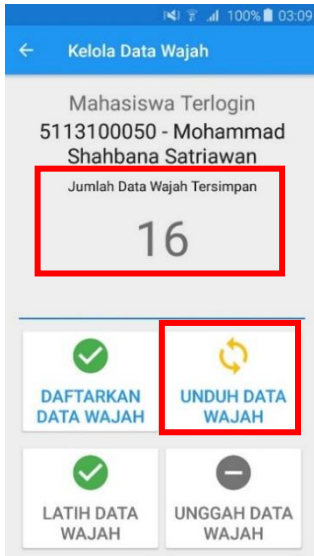 100% 03:09
Kelola Data Wajah
Mahasiswa Terlogin
5113100050 - Mohammad
Shahbana Satriawan
Jumlah Data Wajah Tersimpan
16
DAFTARKAN
DATA WAJAH
UNDUH DATA
WAJAH
LATIH DATA
WAJAH
UNGGAH DATA
WAJAH